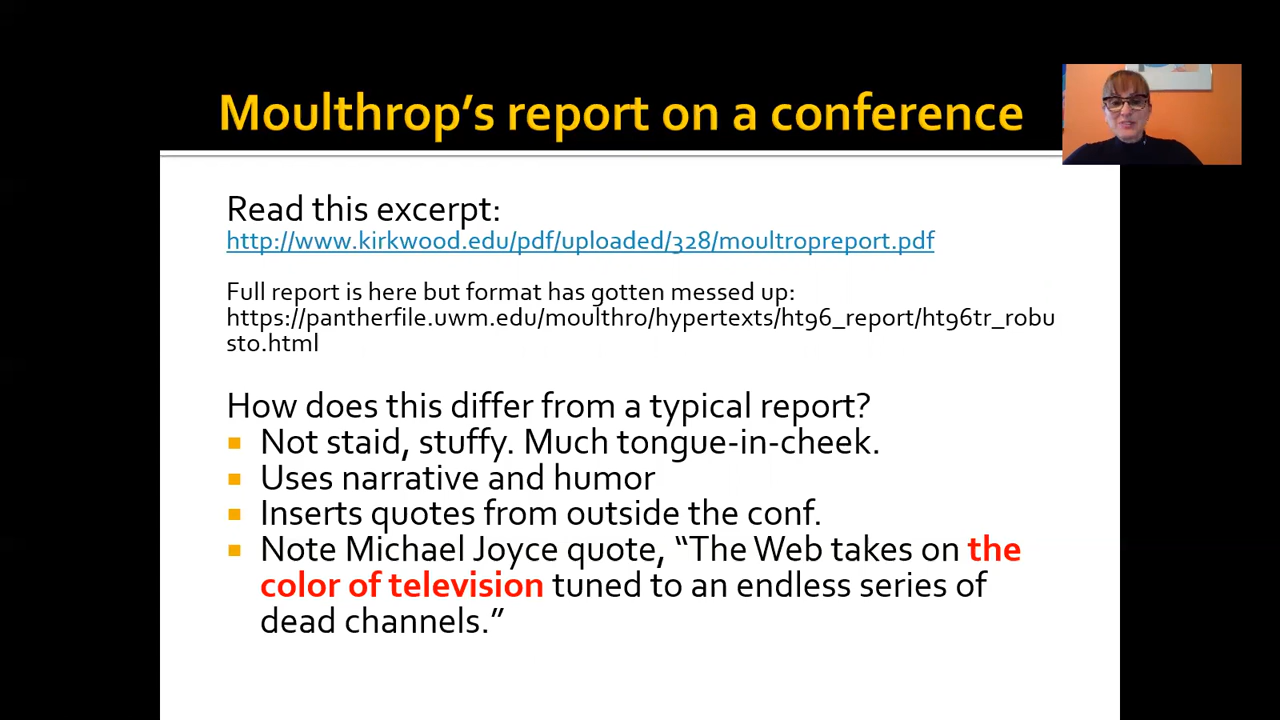 Moulthrop’s report on a conference
Read this excerpt:
http://www.kirkwood.edu/pdf/uploaded/328/moultropreport.pdf
Full report is here but format has gotten messed up:
https://pantherfile.uwm.edu/moulthro/hypertexts/ht96_report/ht96tr_robu
sto.html
How does this differ from a typical report?
Not staid, stuffy. Much tongue-in-cheek.
Uses narrative and humor
Inserts quotes from outside the conf.
Note Michael Joyce quote, “The Web takes on the
color of television tuned to an endless series of
dead channels.”